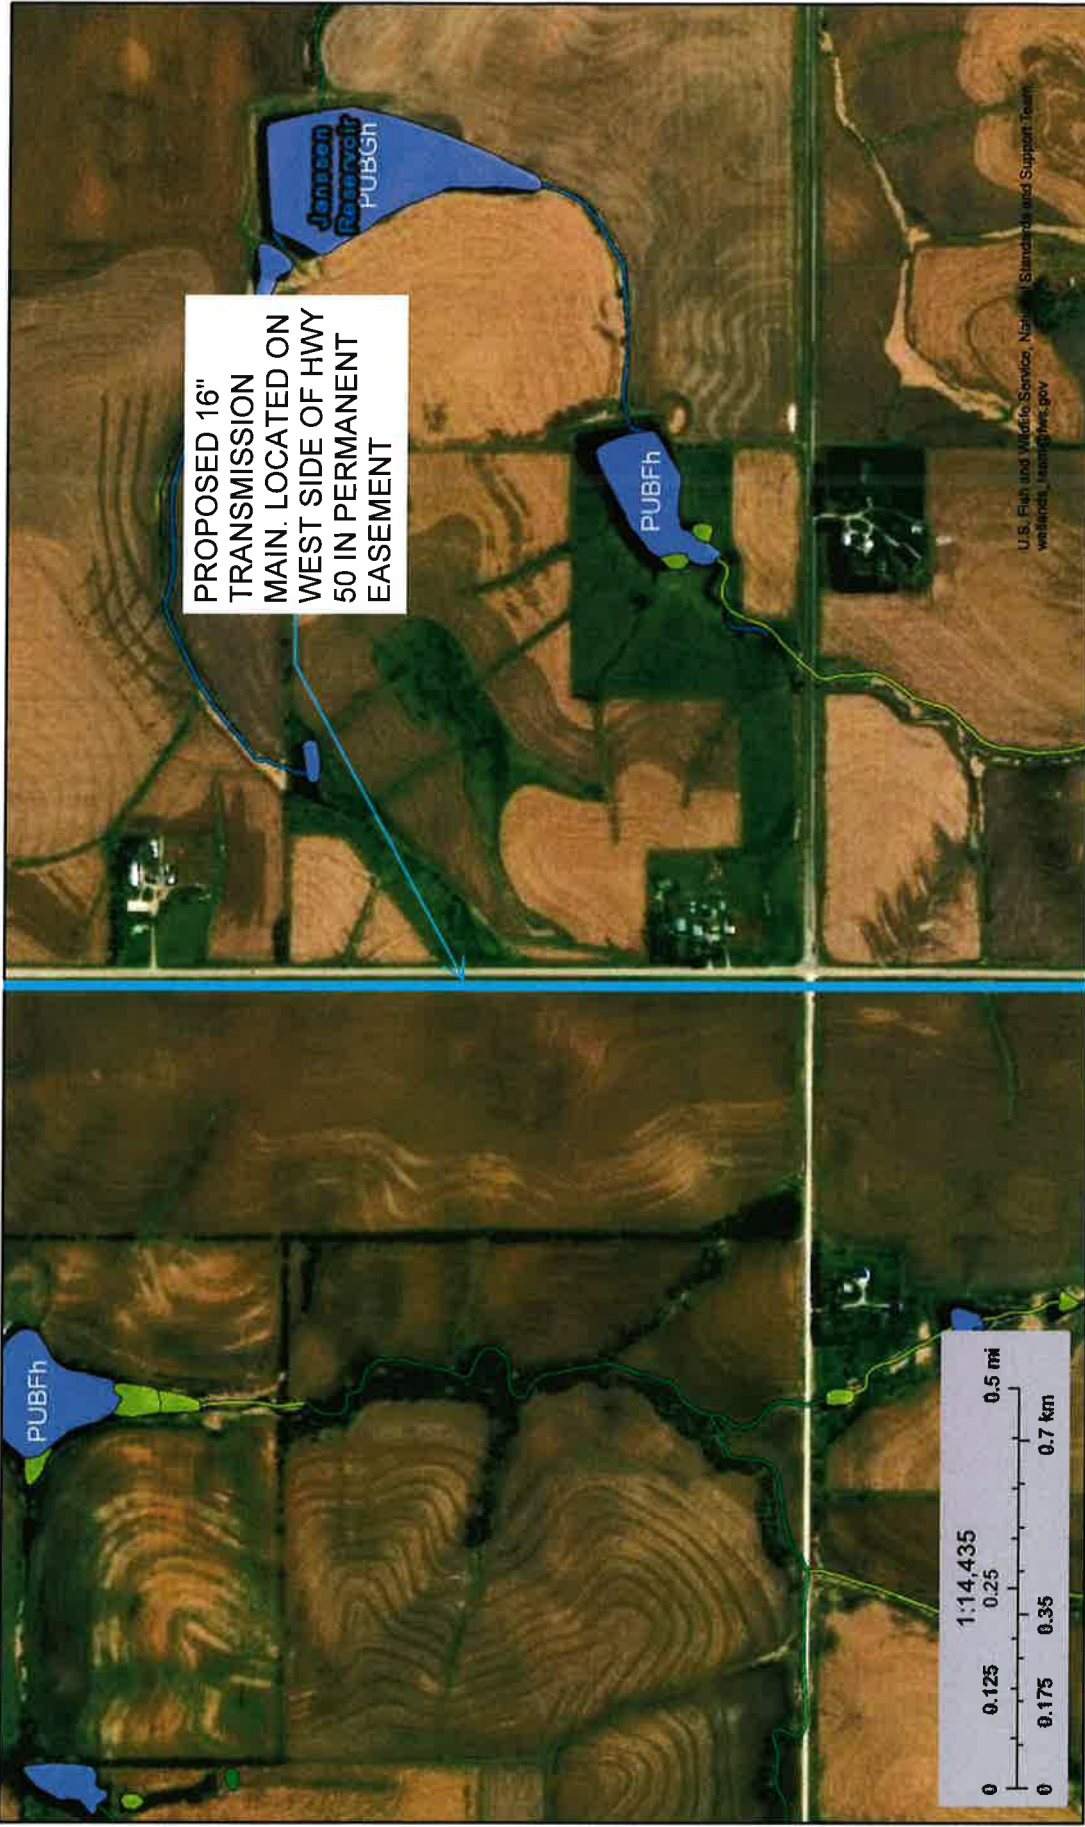 Janssen
Reservoir
PUBGh
PROPOSED 16"
TRANSMISSION
MAIN. LOCATED ON
WEST SIDE OF HWY
50 IN PERMANENT
EASEMENT
PUBFh
PUBFh
1:14,435
0 0.125 0.25 0.5 mi
0 0.175 0.35 0.7 km
U.S. Fish and Wildlife Service, National Standards and Support Team,
wetlands_team@fws.gov